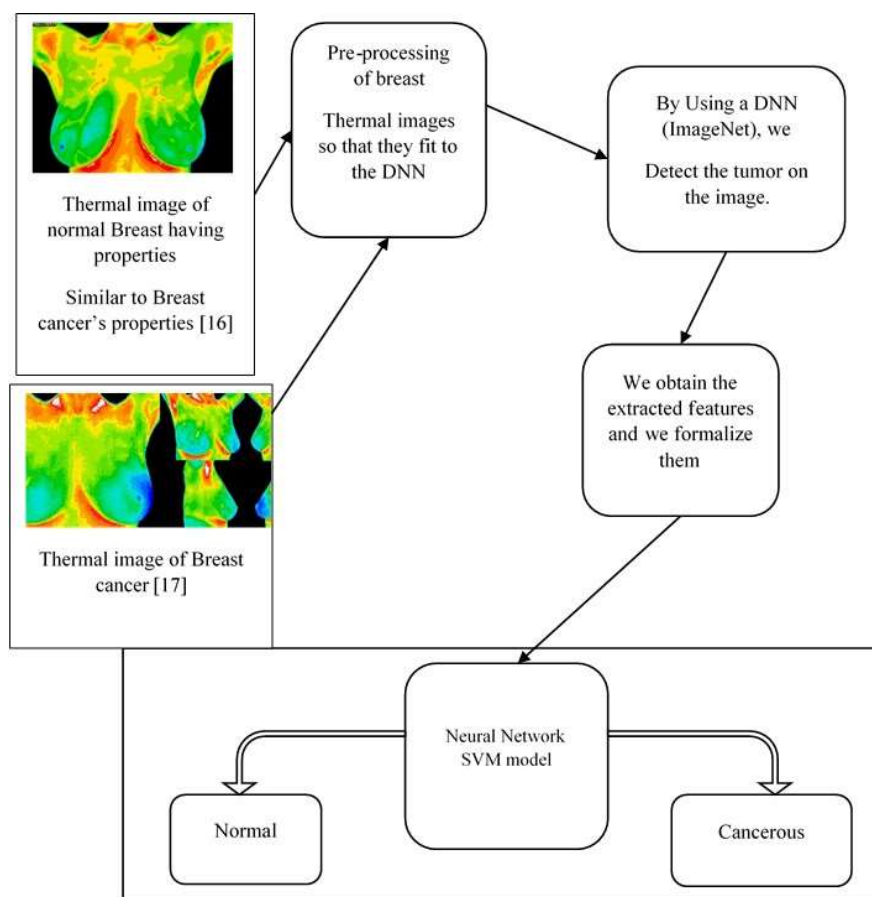 Thermal image of
normal Breast having
properties
Similar to Breast
cancer's properties [16]
Thermal image of Breast
cancer [17]
Pre-processing
of breast
Thermal images
so that they fit to
the DNN
By Using a DNN
(ImageNet), we
Detect the tumor on
the image.
We obtain the
extracted features
and we formalize
them
Neural Network
SVM model
Normal
Cancerous